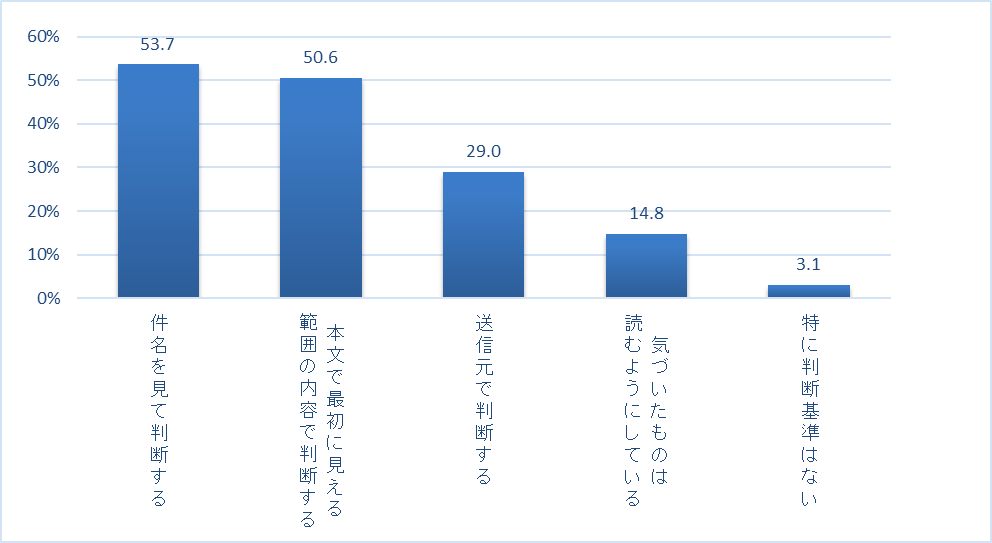 60%
50%
40%
30%
20%
10%
0%
53.7
50.6
29.0
14.8
3.1
件名を見て判断する
本文で最初に見える
範囲の内容で判断する
送信元で判断する
気づいたものは
読むようにしている
特に判断基準はない